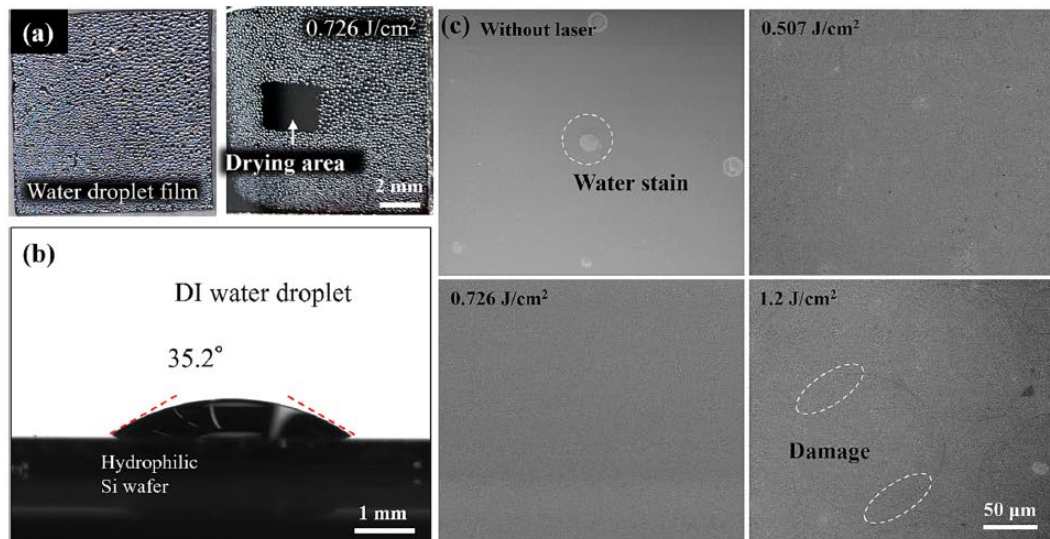 (a)
Water droplet film
0.726 J/cm²
Drying area
2 mm
(b)
DI water droplet
35.2°
Hydrophilic
Si wafer
1 mm
(c)
Without laser
Water stain
0.507 J/cm²
0.726 J/cm²
1.2 J/cm²
Damage
50 μm